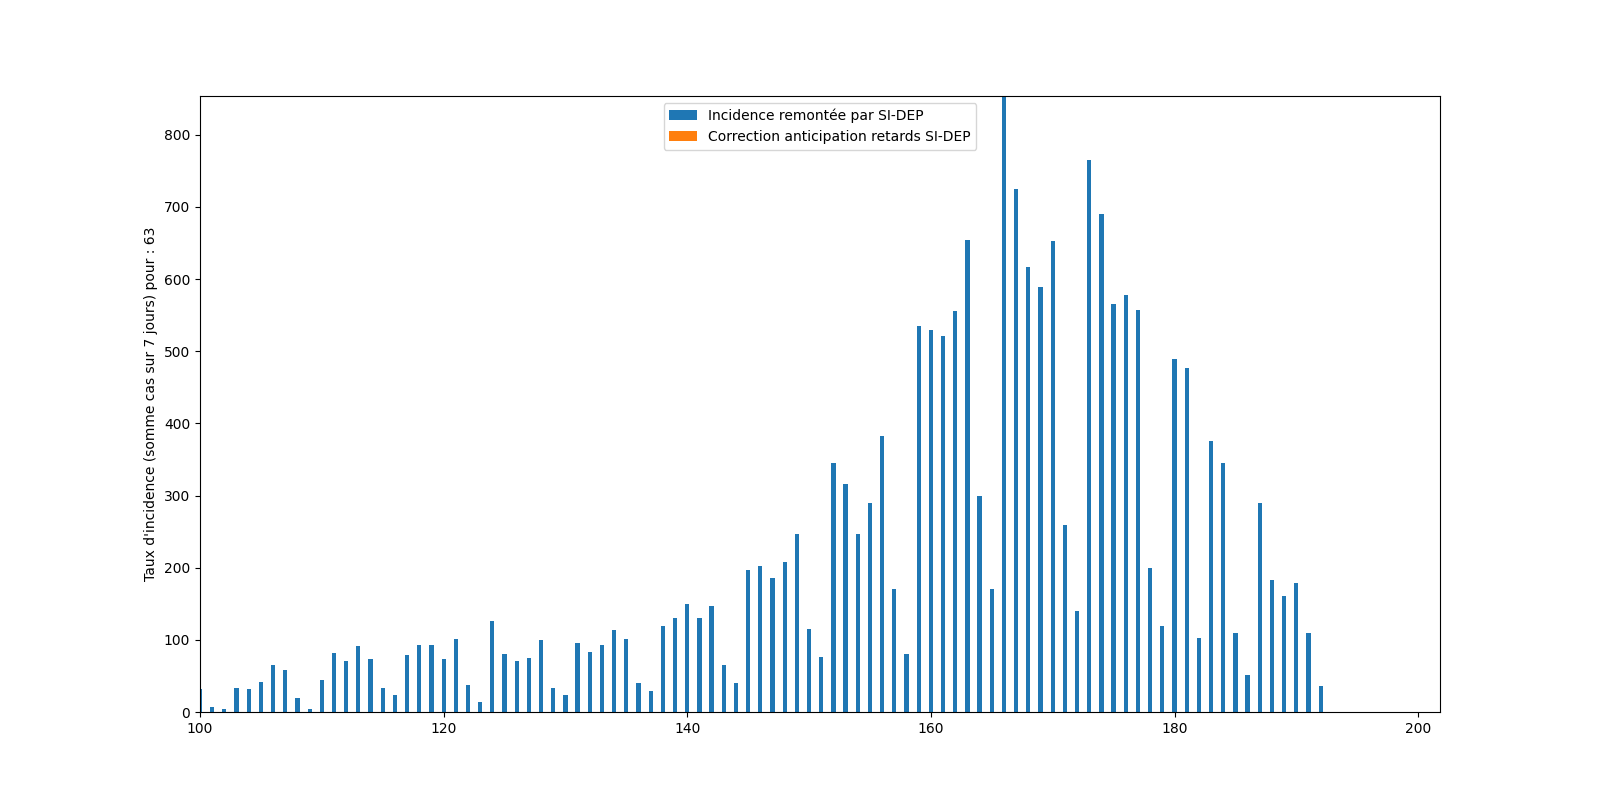 Incidence remontée par SI-DEP
Correction anticipation retards SI-DEP
Taux d'incidence (somme cas sur 7 jours) pour : 63
800
700
600
500
400
300
200
100
0
100 120 140 160 180 200